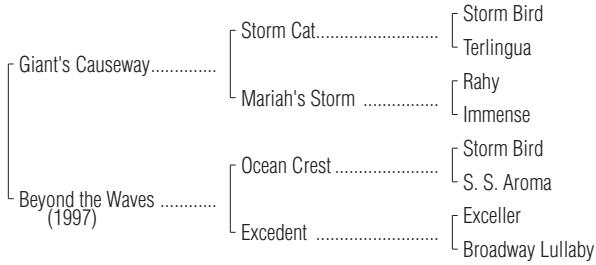 Storm Bird
Storm Cat........................
Terlingua
Giant's Causeway.............
Rahy
Mariah's Storm ...............
Immense
Storm Bird
Ocean Crest....................
S. S. Aroma
Beyond the Waves ...........
(1997)
Exceller
Excedent ........................
Broadway Lullaby